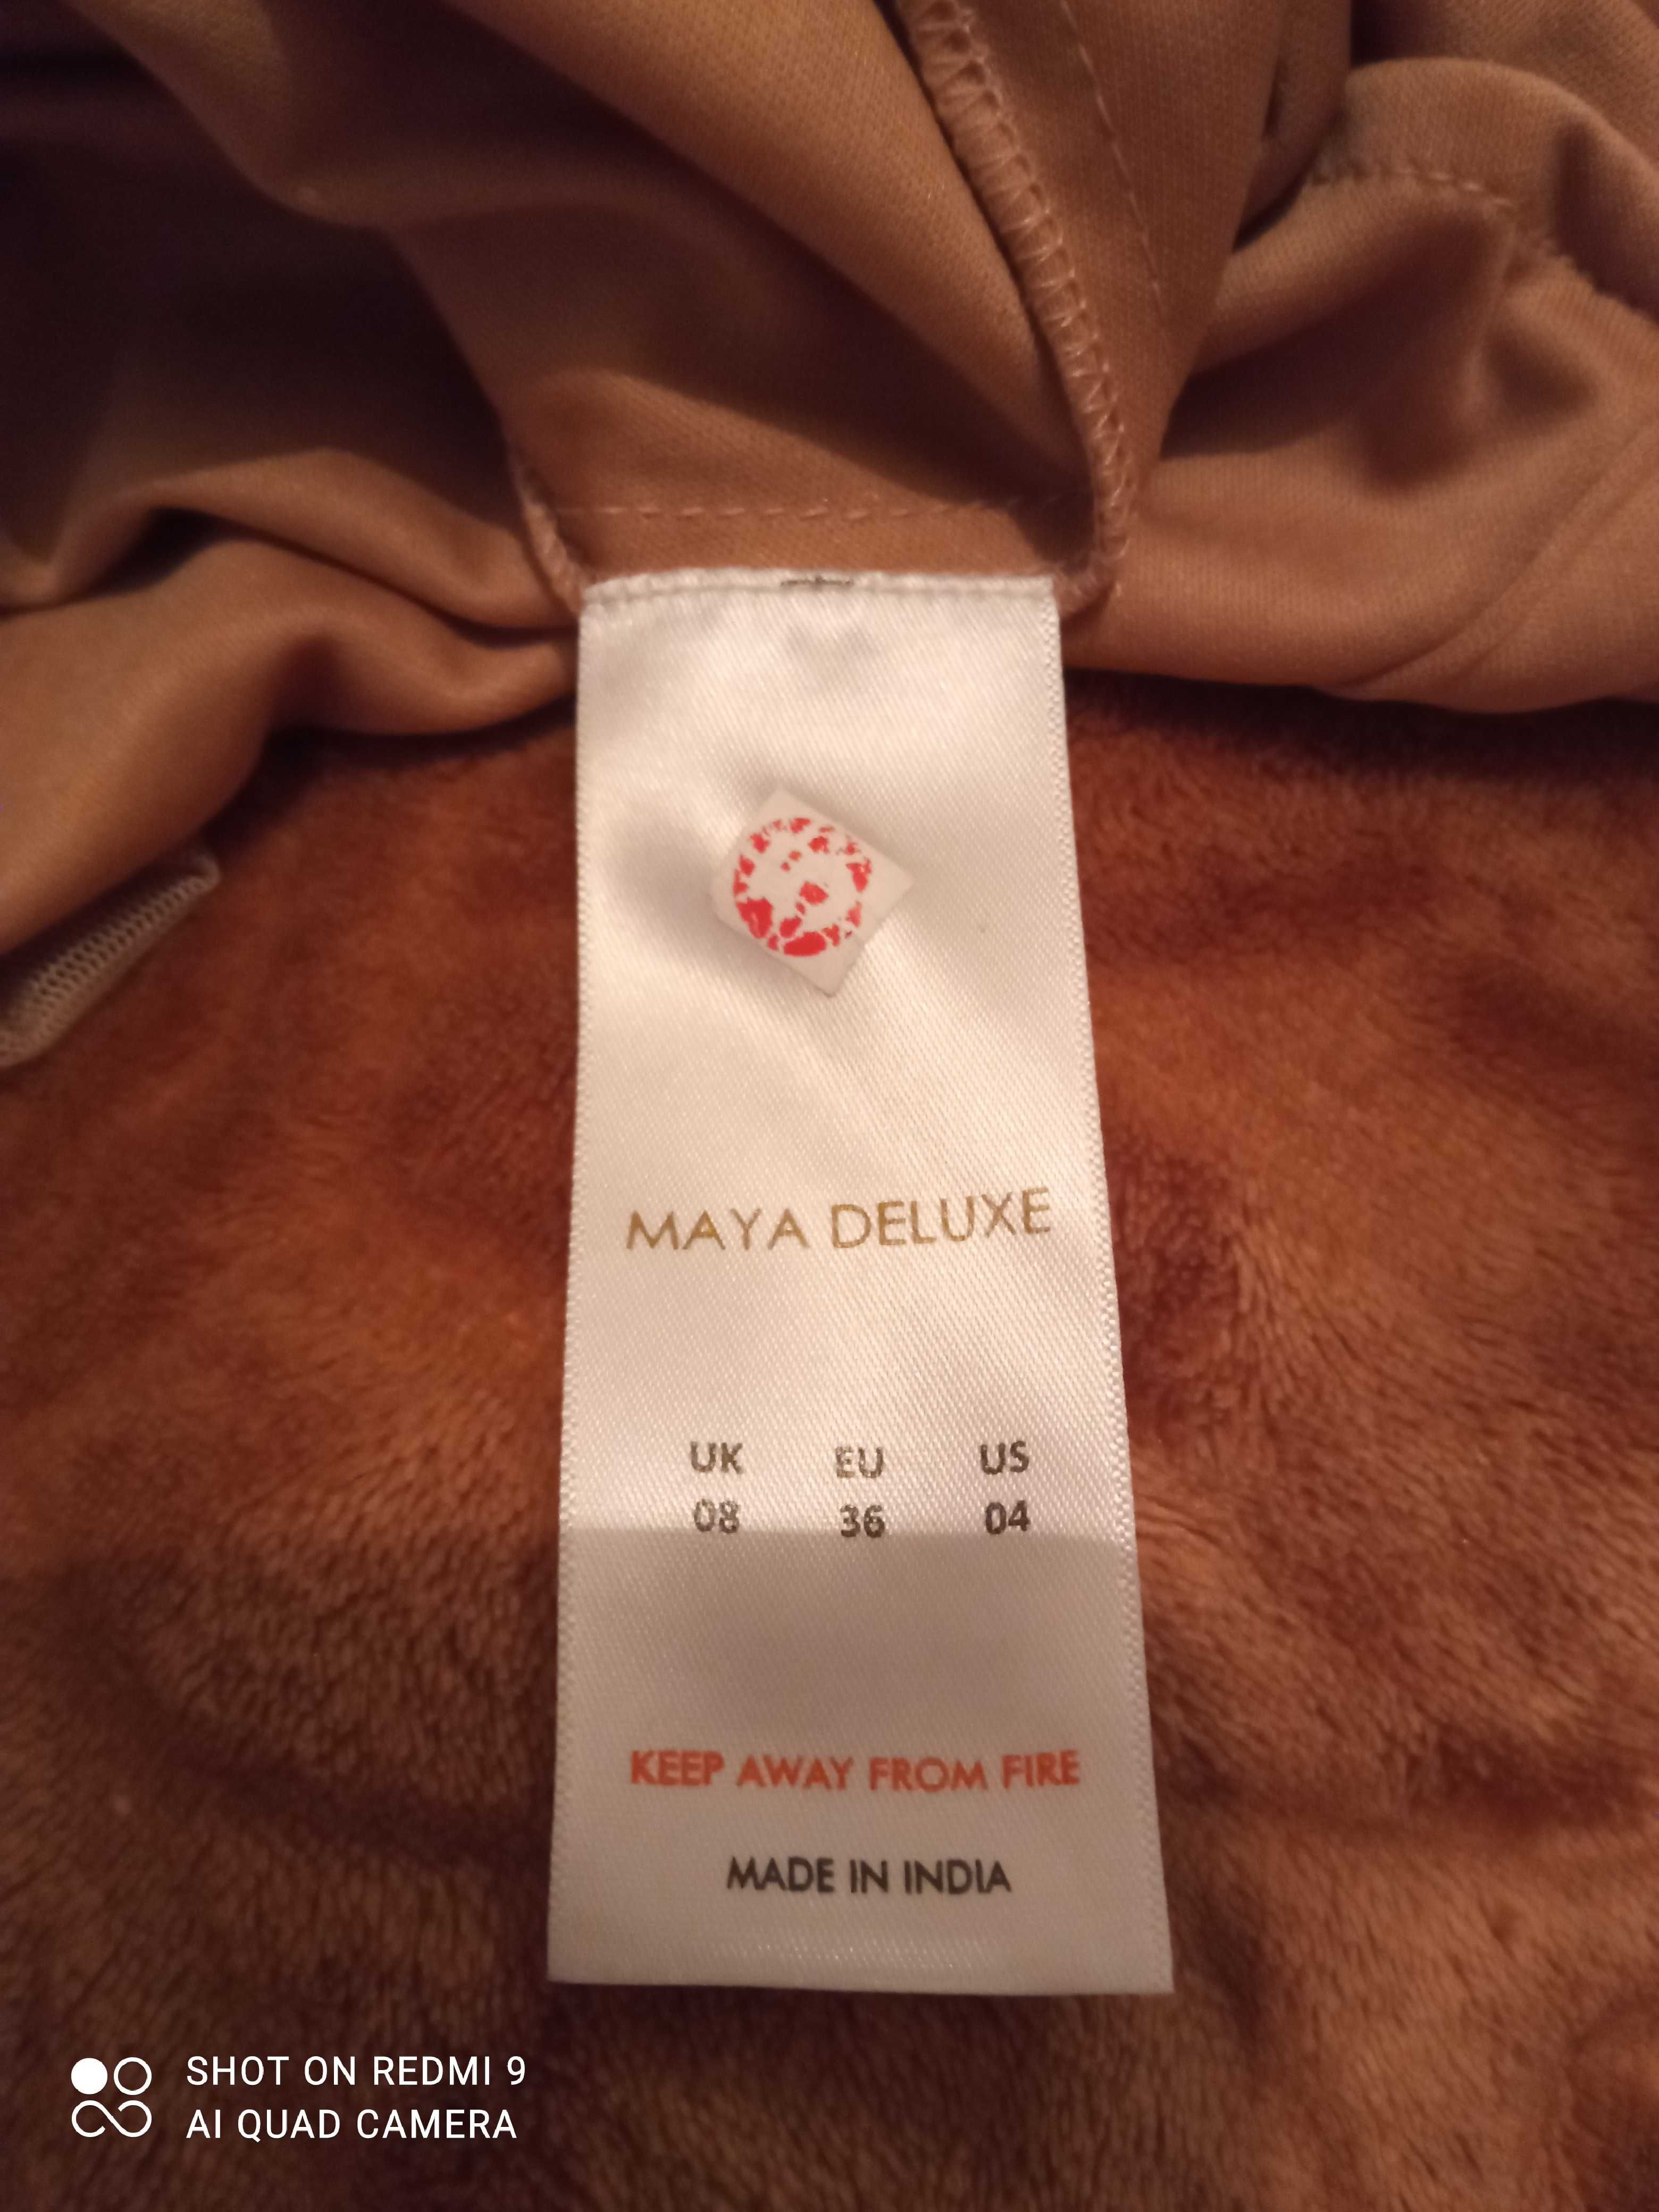 MAYA DELUXE
UK EU US
08 36 04
KEEP AWAY FROM FIRE
MADE IN INDIA
SHOT ON REDMI 9
AI QUAD CAMERA